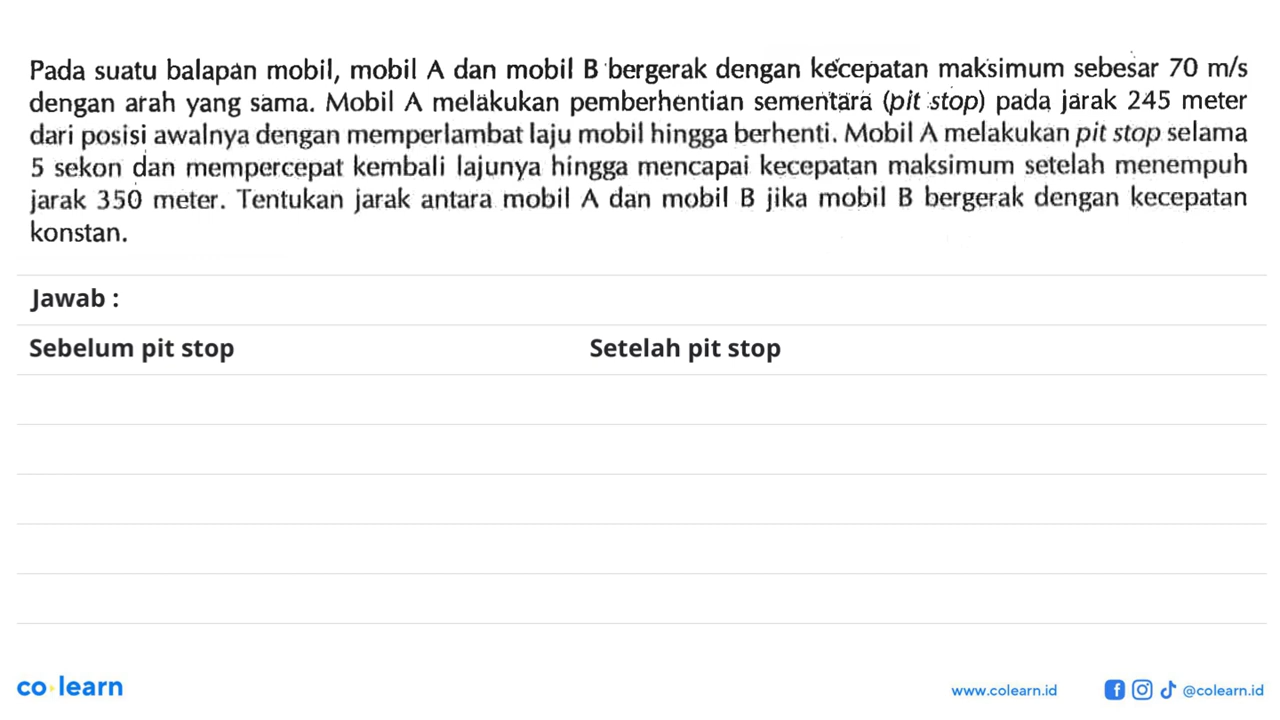 Pada suatu balapan mobil, mobil A dan mobil B bergerak dengan kecepatan maksimum sebesar 70 m/s
dengan arah yang sama. Mobil A melakukan pemberhentian sementara (pit stop) pada jarak 245 meter
dari posisi awalnya dengan memperlambat laju mobil hingga berhenti. Mobil A melakukan pit stop selama
5 sekon dan mempercepat kembali lajunya hingga mencapai kecepatan maksimum setelah menempuh
jarak 350 meter. Tentukan jarak antara mobil A dan mobil B jika mobil B bergerak dengan kecepatan
konstan.
Jawab :
Sebelum pit stop Setelah pit stop
co learn www.colearn.id @colearn.id